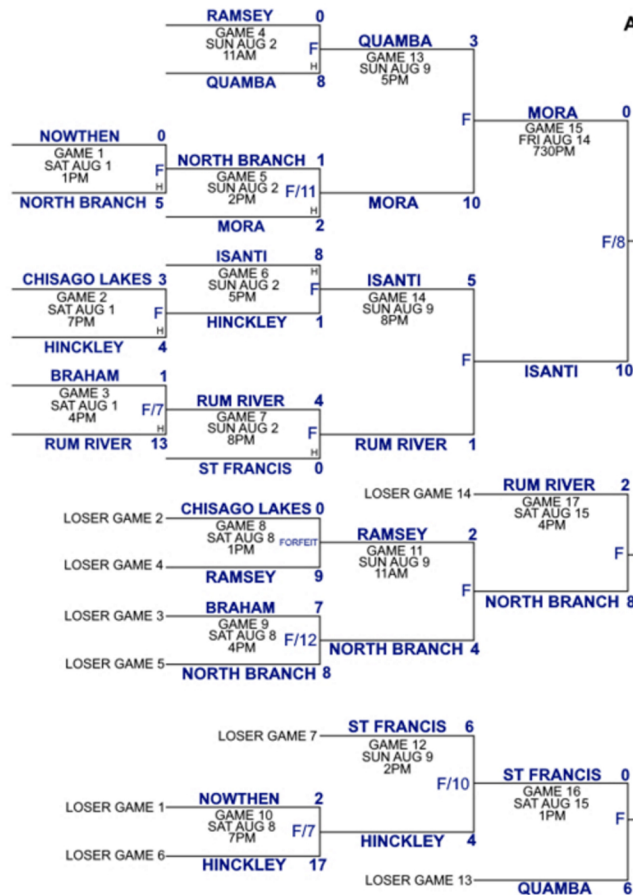 A
RAMSEY 0
GAME 4
SUN AUG 2
11AM
F
H
QUAMBA 8
QUAMBA 3
GAME 13
SUN AUG 9
5PM
F
MORA 0
GAME 15
FRI AUG 14
730PM
NOWTHEN 0
GAME 1
SAT AUG 1
1PM
F
H
NORTH BRANCH 5
NORTH BRANCH 1
GAME 5
SUN AUG 2
2PM
F/11
H
MORA 2
MORA 10
F/8
ISANTI 8
GAME 6
SUN AUG 2
5PM
H
F
HINCKLEY 1
CHISAGO LAKES 3
GAME 2
SAT AUG 1
7PM
F
H
HINCKLEY 4
ISANTI 5
GAME 14
SUN AUG 9
8PM
F
ISANTI 10
BRAHAM 1
GAME 3
SAT AUG 1
4PM
F/7
H
RUM RIVER 13
RUM RIVER 4
GAME 7
SUN AUG 2
8PM
F
H
ST FRANCIS 0
RUM RIVER 1
LOSER GAME 14
RUM RIVER 2
GAME 17
SAT AUG 15
4PM
F
NORTH BRANCH 8
LOSER GAME 2
CHISAGO LAKES 0
GAME 8
SAT AUG 8
1PM
FORFEIT
LOSER GAME 4
RAMSEY 9
RAMSEY 2
GAME 11
SUN AUG 9
11AM
F
LOSER GAME 3
BRAHAM 7
GAME 9
SAT AUG 8
4PM
F/12
LOSER GAME 5
NORTH BRANCH 8
NORTH BRANCH 4
LOSER GAME 7
ST FRANCIS 6
GAME 12
SUN AUG 9
2PM
F/10
ST FRANCIS 0
GAME 16
SAT AUG 15
1PM
F
LOSER GAME 1
NOWTHEN 2
GAME 10
SAT AUG 8
7PM
F/7
LOSER GAME 6
HINCKLEY 17
HINCKLEY 4
LOSER GAME 13
QUAMBA 6